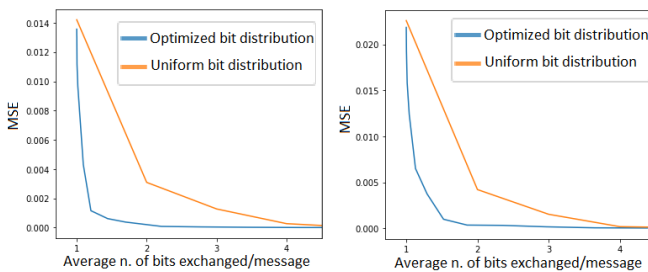 MSE
0.014
0.012
0.010
0.008
0.006
0.004
0.002
0.000
Optimized bit distribution
Uniform bit distribution
1
2
3
4
Average n. of bits exchanged/message
MSE
0.020
0.015
0.010
0.005
0.000
Optimized bit distribution
Uniform bit distribution
1
2
3
4
Average n. of bits exchanged/message